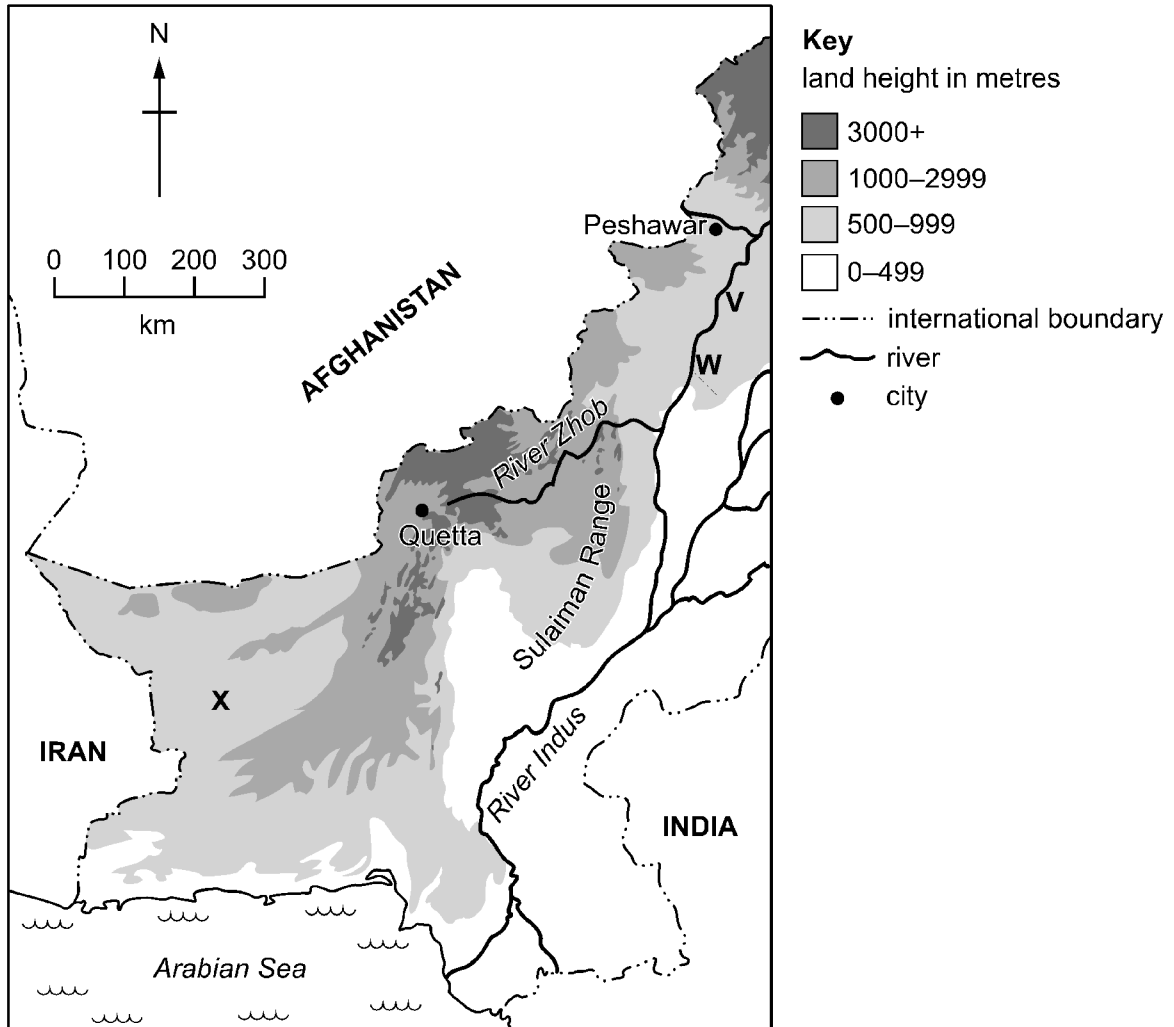 N
0 100 200 300
km
AFGHANISTAN
Peshawar
V
W
River Zhob
Quetta
Sulaiman Range
X
IRAN
River Indus
INDIA
Arabian Sea
Key
land height in metres
3000+
1000–2999
500–999
0–499
international boundary
river
city